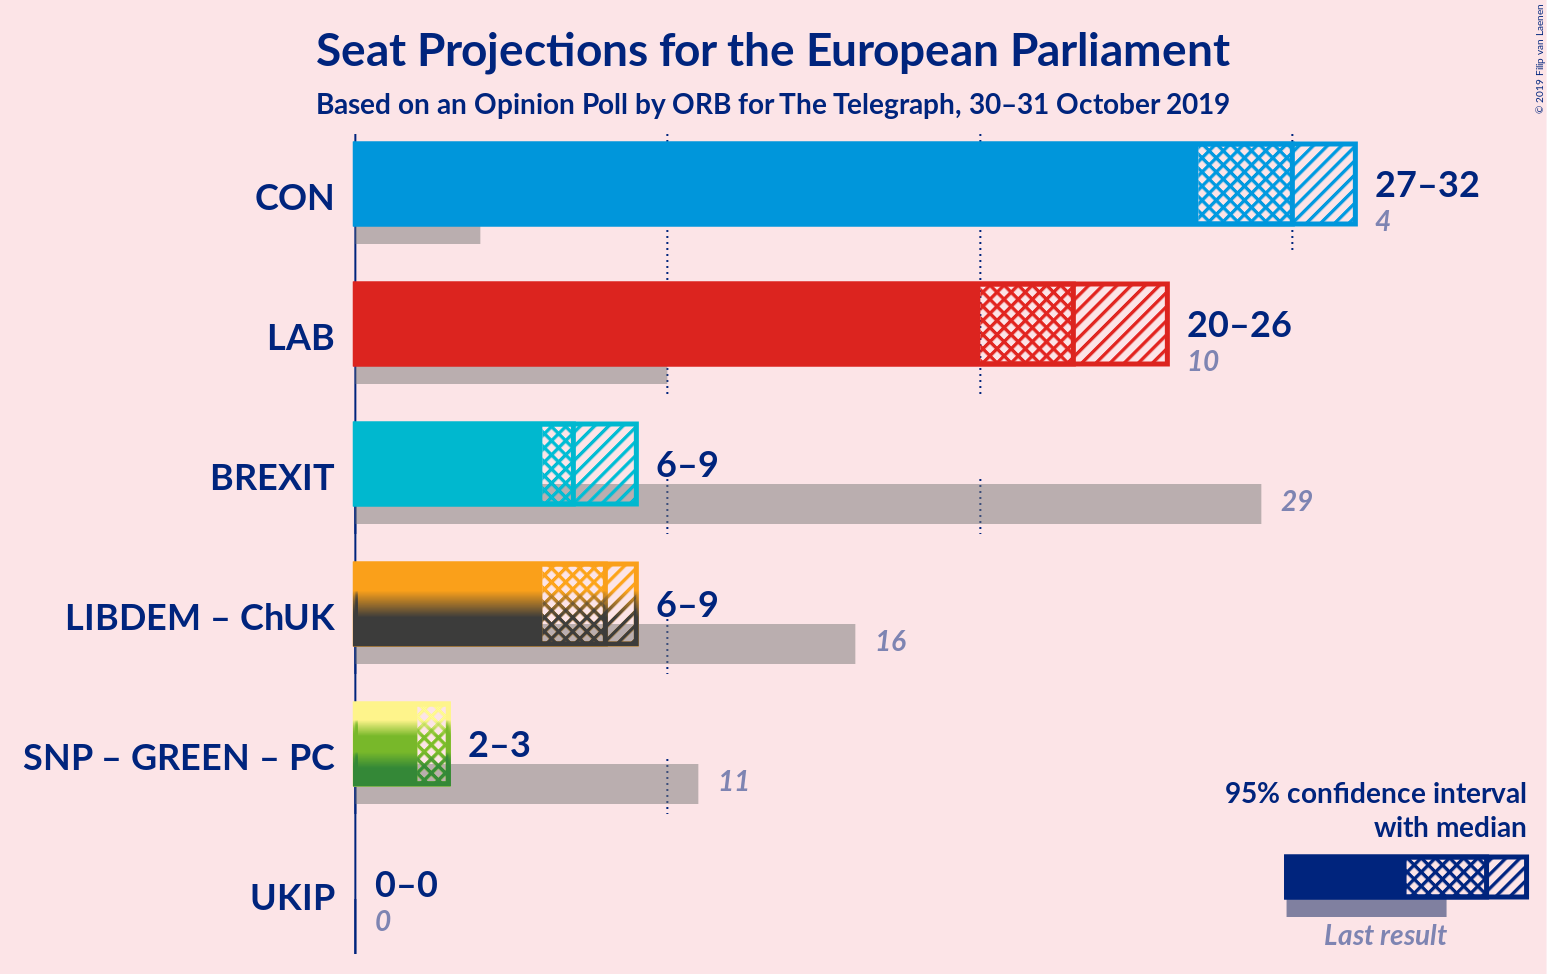 Seat Projections for the European Parliament
Based on an Opinion Poll by ORB for The Telegraph, 30–31 October 2019
© 2019 Filip van Laenen
CON
27–32
4
LAB
20–26
10
BREXIT
6–9
29
LIBDEM – ChUK
6–9
16
SNP – GREEN – PC
2–3
11
UKIP
0–0
0
95% confidence interval
with median
Last result